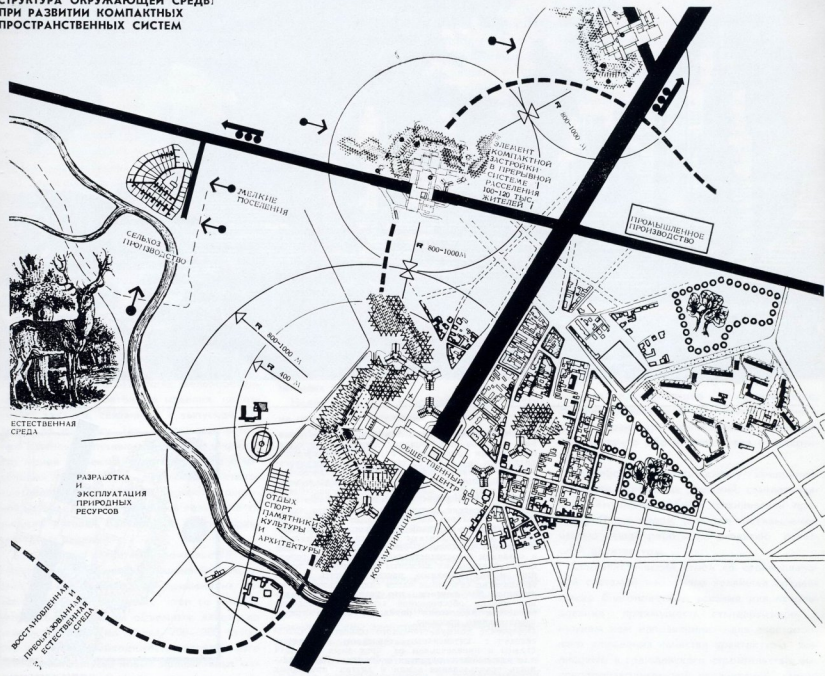 СТРУКТУРА ОКРУЖАЮЩЕЙ СРЕДЫ
ПРИ РАЗВИТИИ КОМПАКТНЫХ
ПРОСТРАНСТВЕННЫХ СИСТЕМ
R 800-1000 М
ЭЛЕМЕНТ
КОМПАКТНОЙ
ЗАСТРОЙКИ
В ПРЕРЫВНОЙ
СИСТЕМЕ
РАССЕЛЕНИЯ
100-120 ТЫС.
ЖИТЕЛЕЙ
МЕЛКИЕ
ПОСЕЛЕНИЯ
ПРОМЫШЛЕННОЕ
ПРОИЗВОДСТВО
СЕЛЬХОЗ
ПРОИЗВОДСТВО
R 800-1000М
R 800-1000 М
R 400 М
ЕСТЕСТВЕННАЯ
СРЕДА
ОБЩЕСТВЕННЫЙ
ЦЕНТР
РАЗРАБОТКА
И
ЭКСПЛУАТАЦИЯ
ПРИРОДНЫХ
РЕСУРСОВ
ОТДЫХ
СПОРТ
ПАМЯТНИКИ
КУЛЬТУРЫ
И
АРХИТЕКТУРЫ
КОММУНИКАЦИИ
ВОССТАНОВЛЕННАЯ
ПРЕОБРАЗОВАННАЯ И
ЕСТЕСТВЕННАЯ
СРЕДА